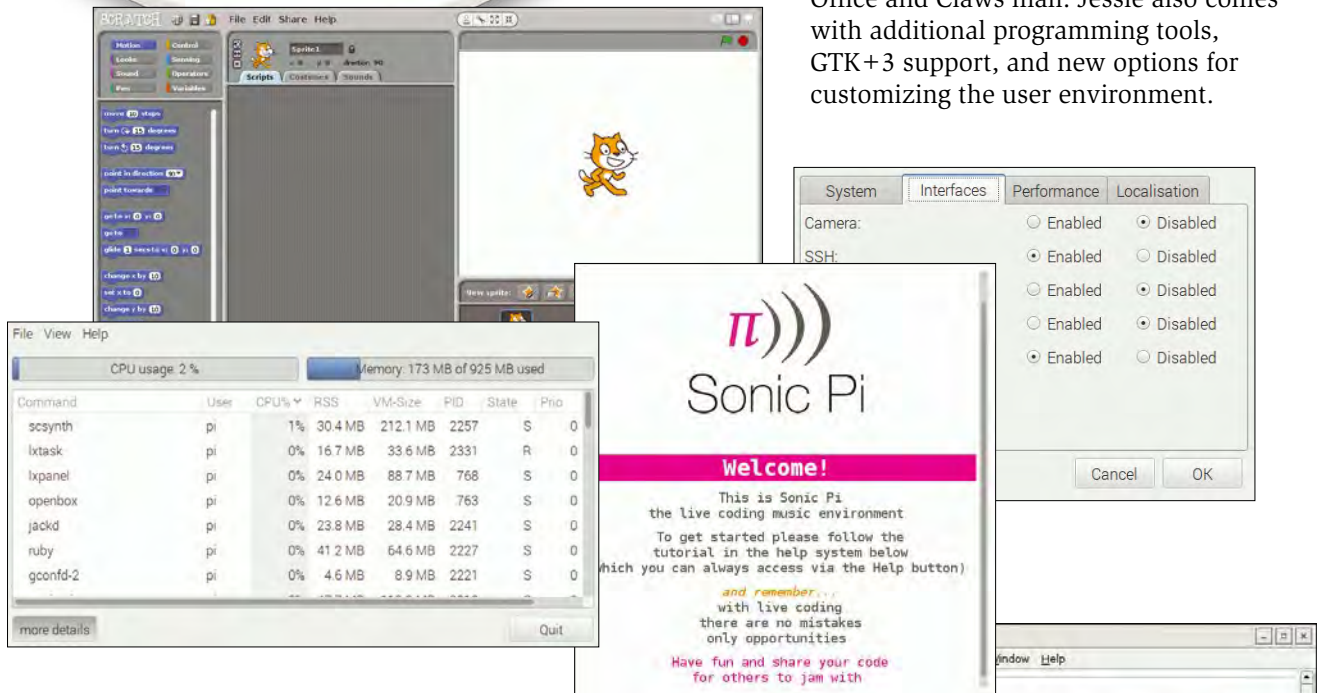 Office and Claws mail. Jessie also comes
with additional programming tools,
GTK+3 support, and new options for
customizing the user environment.
SCRATCH File Edit Share Help
Motion Control
Looks Sensing
Sound Operators
Pen Variables
Sprite1
x: 0 y: 0 direction: 90
Scripts Costumes Sounds
move 10 steps
turn 15 degrees
turn 15 degrees
point in direction 90
point towards
go to x: 0 y: 0
go to
glide 1 secs to x: 0 y: 0
change x by 10
set x to 0
change y by 10
New sprite:
System Interfaces Performance Localisation
Camera: Enabled Disabled
SSH: Enabled Disabled
Enabled Disabled
Enabled Disabled
Enabled Disabled
Cancel OK
File View Help
CPU usage: 2 % Memory: 173 MB of 925 MB used
Command User CPU% RSS VM-Size PID State Prio
scsynth pi 1% 30.4 MB 212.1 MB 2257 S 0
lxtask pi 0% 16.7 MB 33.6 MB 2331 R 0
lxpanel pi 0% 24.0 MB 88.7 MB 768 S 0
openbox pi 0% 12.6 MB 20.9 MB 763 S 0
jackd pi 0% 23.8 MB 28.4 MB 2241 S 0
ruby pi 0% 41.2 MB 64.6 MB 2227 S 0
gconfd-2 pi 0% 4.6 MB 8.9 MB 2221 S 0
more details Quit
π)))
Sonic Pi
Welcome!
This is Sonic Pi
the live coding music environment
To get started please follow the
tutorial in the help system below
hich you can always access via the Help button)
and remember...
with live coding
there are no mistakes
only opportunities
Have fun and share your code
for others to jam with
indow Help